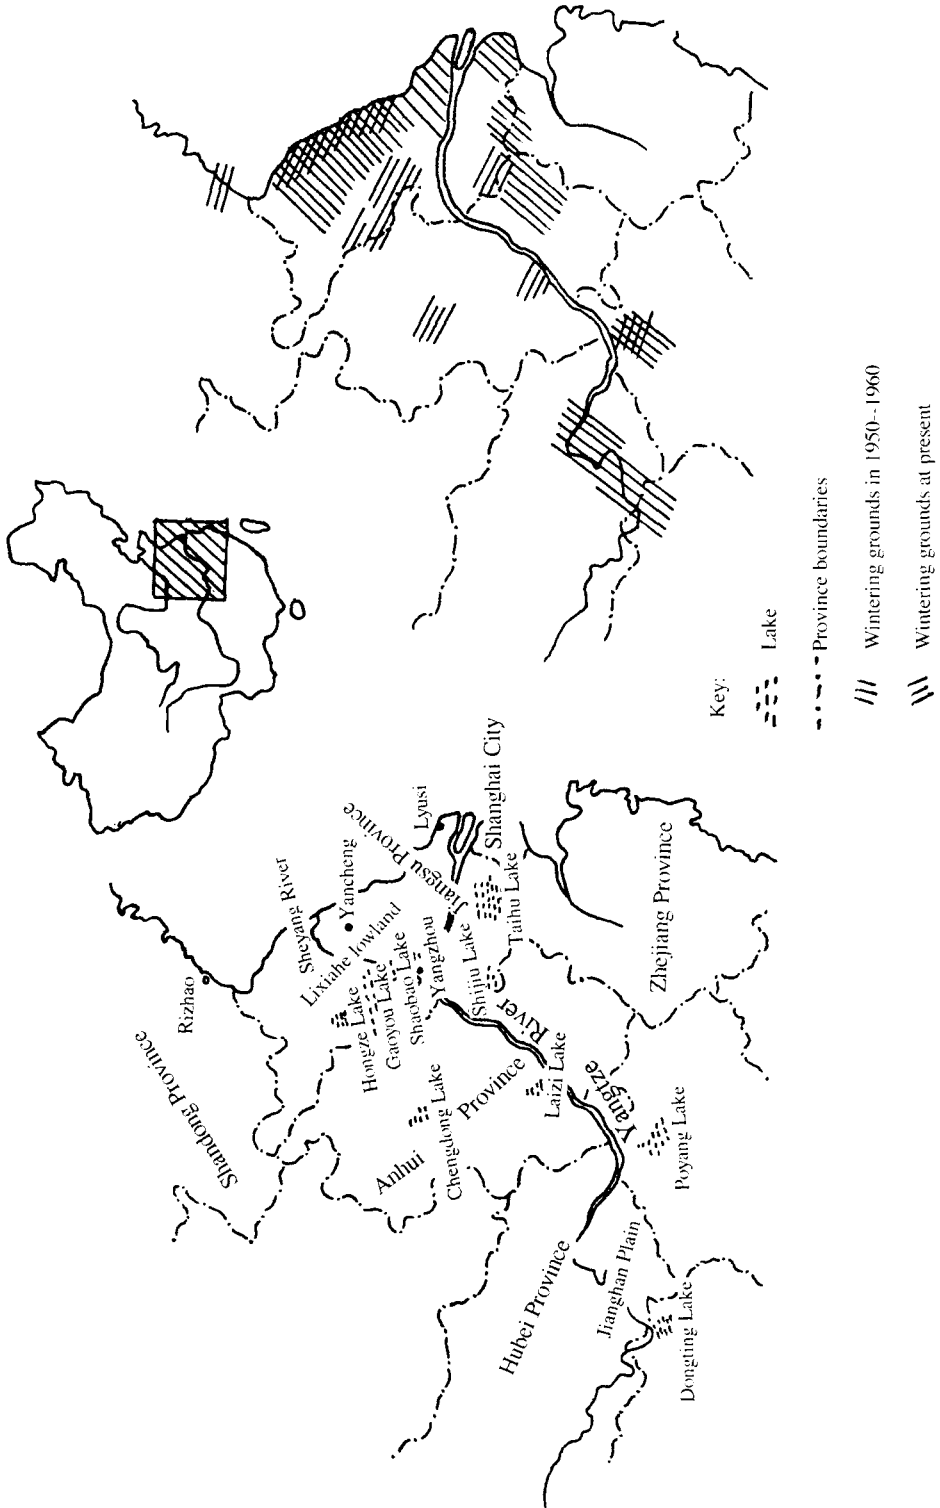 Shandong Province
Rizhao
Sheyang River
Yancheng
Jiangsu Province
Lyusi
Lixiahe lowland
Hongze Lake
Gaoyou Lake
Shaobao Lake
Yangzhou
Shijiu Lake
Taihu Lake
Shanghai City
Anhui
Province
Chengdong Lake
Laizi Lake
Yangtze
River
Hubei Province
Jianghan Plain
Poyang Lake
Dongting Lake
Zhejiang Province
Key:
Lake
Province boundaries
Wintering grounds in 1950--1960
Wintering grounds at present